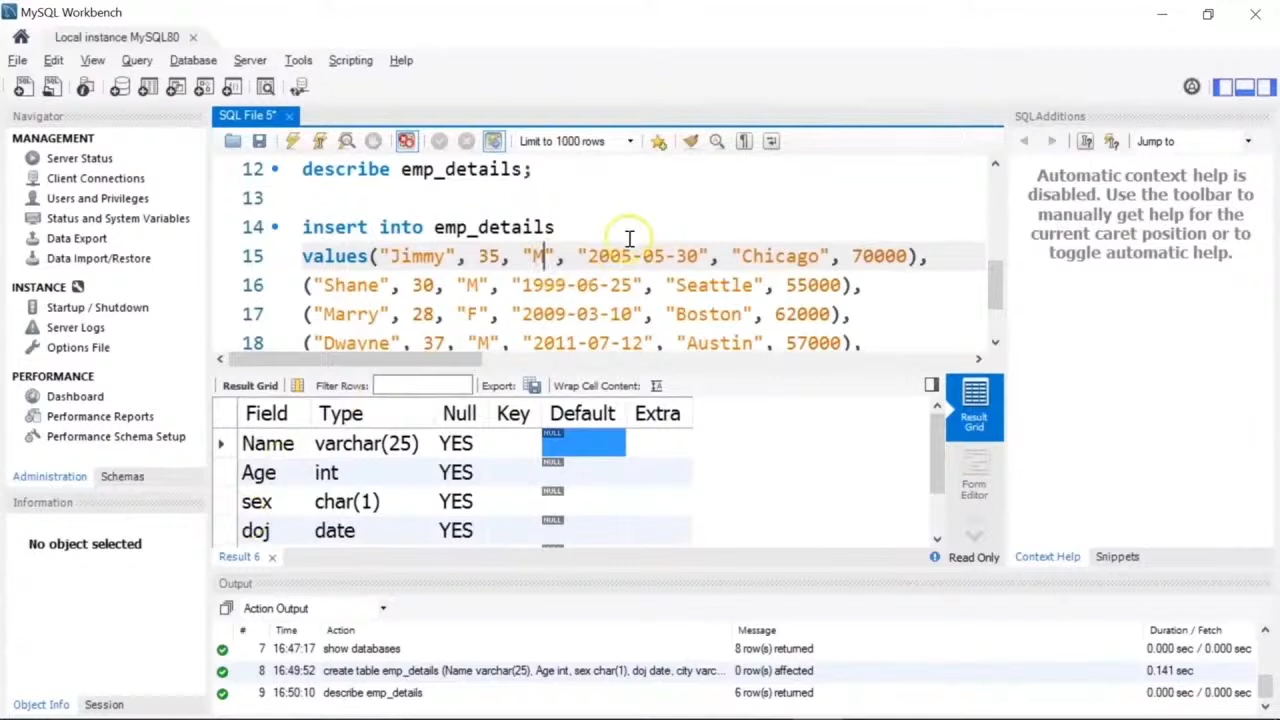 MySQL Workbench
Local instance MySQL80
File Edit View Query Database Server Tools Scripting Help
Navigator
MANAGEMENT
Server Status
Client Connections
Users and Privileges
Status and System Variables
Data Export
Data Import/Restore
INSTANCE
Startup / Shutdown
Server Logs
Options File
PERFORMANCE
Dashboard
Performance Reports
Performance Schema Setup
Administration Schemas
Information
No object selected
Object Info Session
SQL File 5*
Limit to 1000 rows
12 describe emp_details;
13
14 insert into emp_details
15 values("Jimmy", 35, "M", "2005-05-30", "Chicago", 70000),
16 ("Shane", 30, "M", "1999-06-25", "Seattle", 55000),
17 ("Marry", 28, "F", "2009-03-10", "Boston", 62000),
18 ("Dwayne", 37, "M", "2011-07-12", "Austin", 57000),
Result Grid Filter Rows: Export: Wrap Cell Content:
Field Type Null Key Default Extra
Name varchar(25) YES NULL
Age int YES NULL
sex char(1) YES NULL
doj date YES NULL
Result Grid
Form Editor
Result 6 Read Only
SQLAdditions
Jump to
Automatic context help is
disabled. Use the toolbar to
manually get help for the
current caret position or to
toggle automatic help.
Context Help Snippets
Output
Action Output
# Time Action Message Duration / Fetch
7 16:47:17 show databases 8 row(s) returned 0.000 sec / 0.000 sec
8 16:49:52 create table emp_details (Name varchar(25), Age int, sex char(1), doj date, city varc... 0 row(s) affected 0.141 sec
9 16:50:10 describe emp_details 6 row(s) returned 0.000 sec / 0.000 sec